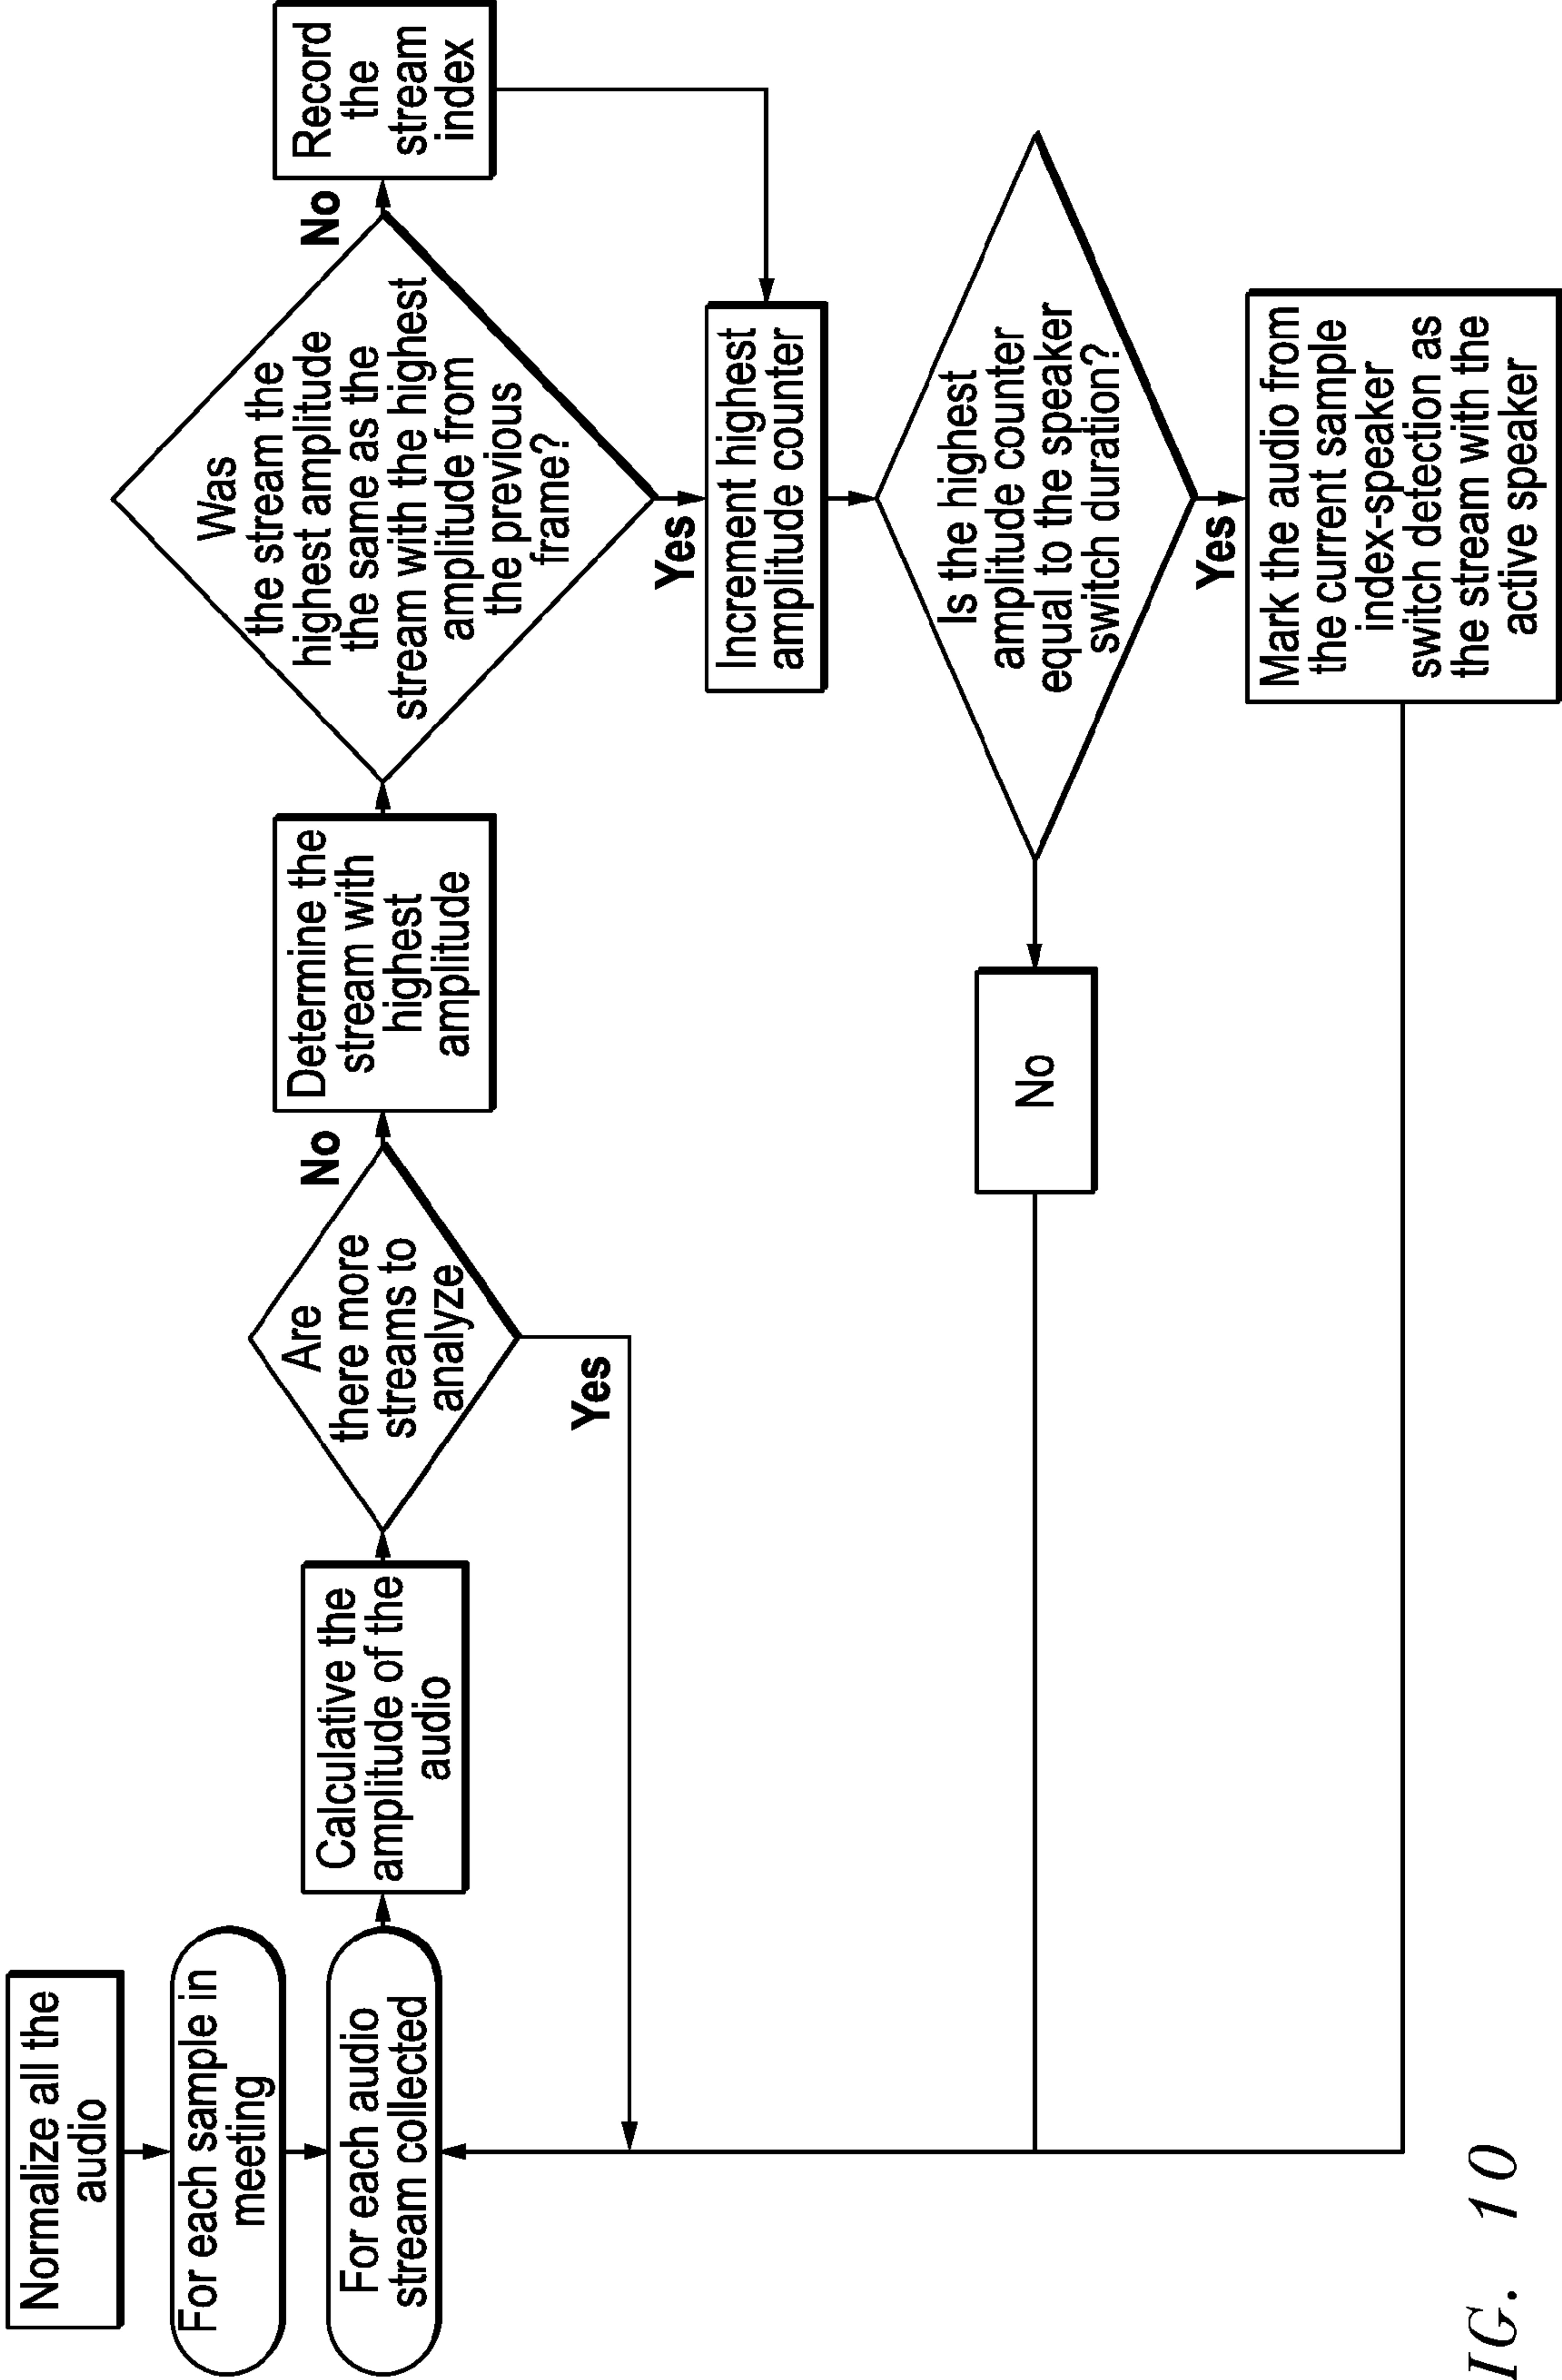 Normalize all the
audio
For each sample in
meeting
For each audio
stream collected
Calculative the
amplitude of the
audio
Are
there more
streams to
analyze
No
Yes
Determine the
stream with
highest
amplitude
Was
the stream the
highest amplitude
the same as the
stream with the highest
amplitude from
the previous
frame?
No
Record
the
stream
index
Yes
Increment highest
amplitude counter
Is the highest
amplitude counter
equal to the speaker
switch duration?
No
Yes
Mark the audio from
the current sample
index-speaker
switch detection as
the stream with the
active speaker
IG. 10